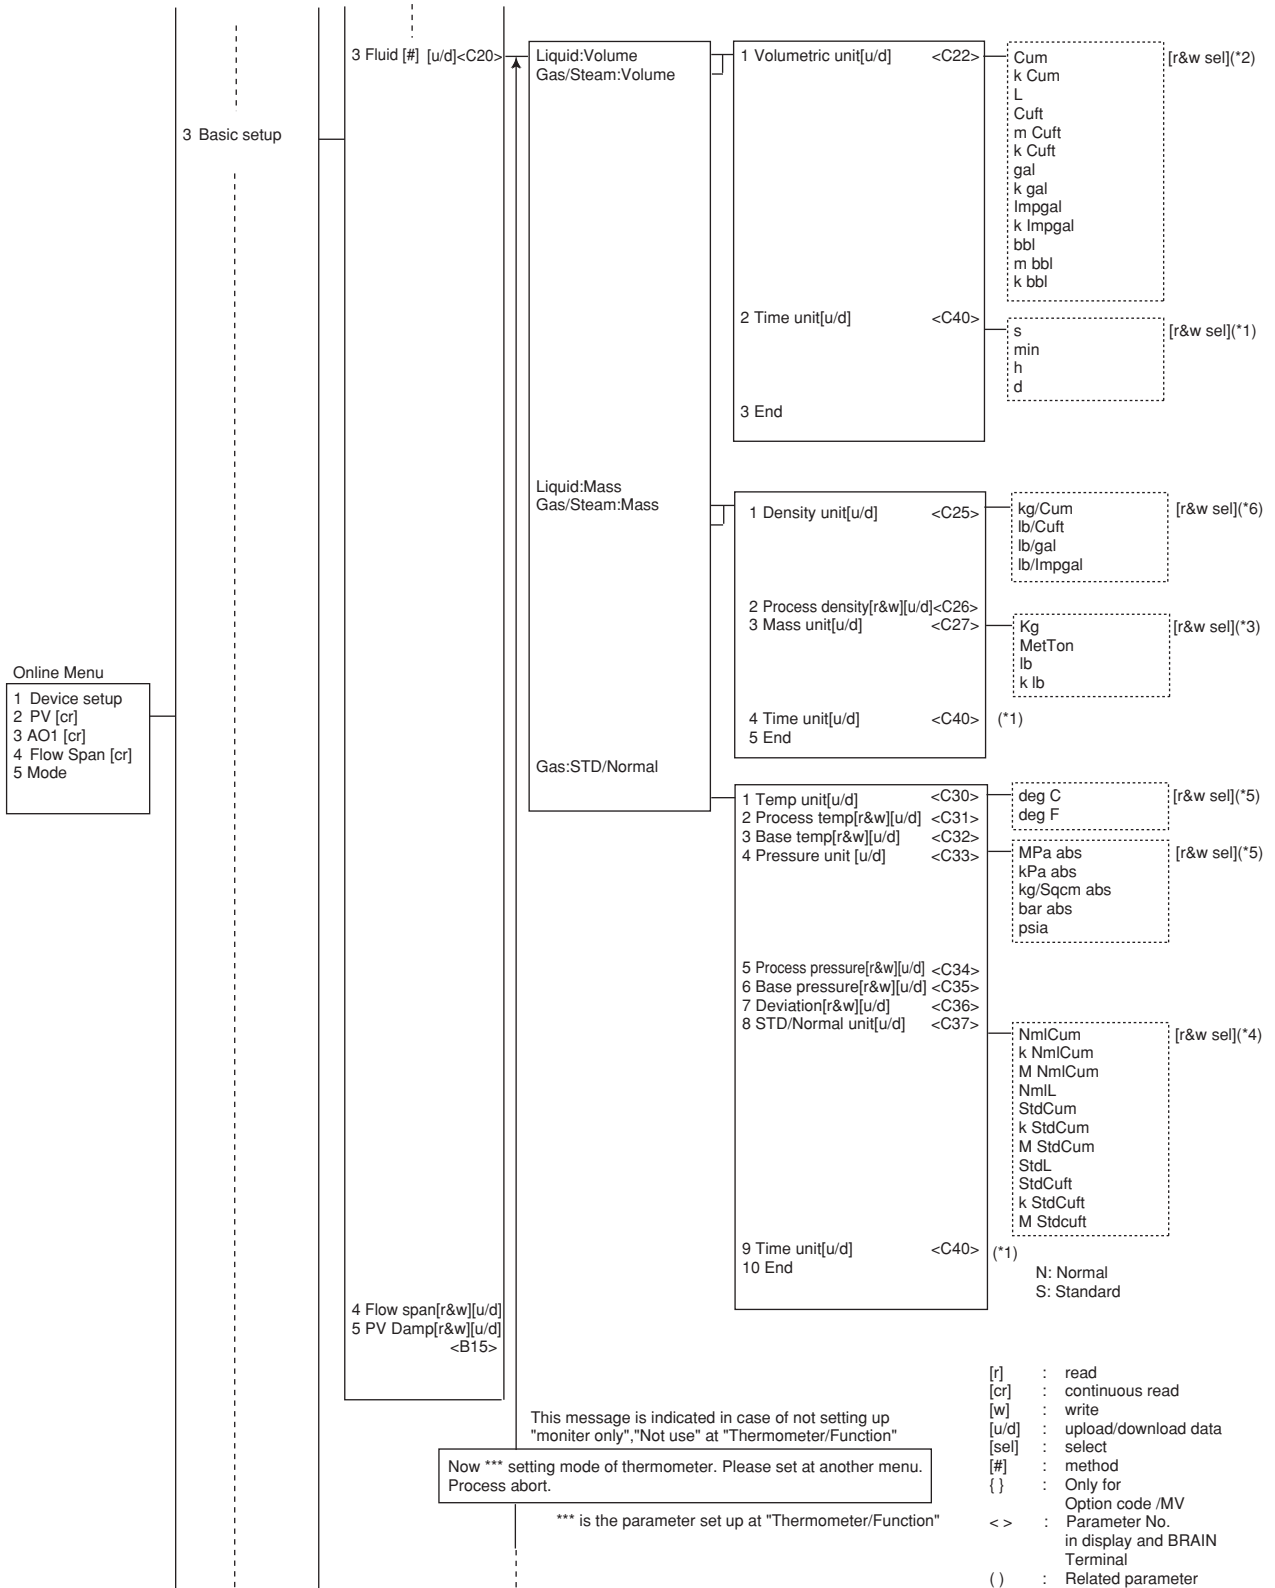 3 Fluid [#] [u/d]<C20>
Liquid:Volume
Gas/Steam:Volume
1 Volumetric unit[u/d] <C22>
Cum
k Cum
L
Cuft
m Cuft
k Cuft
gal
k gal
Impgal
k Impgal
bbl
m bbl
k bbl
[r&w sel](*2)
3 Basic setup
2 Time unit[u/d] <C40>
s
min
h
d
[r&w sel](*1)
3 End
Liquid:Mass
Gas/Steam:Mass
1 Density unit[u/d] <C25>
kg/Cum
lb/Cuft
lb/gal
lb/Impgal
[r&w sel](*6)
2 Process density[r&w][u/d]<C26>
3 Mass unit[u/d] <C27>
Kg
MetTon
lb
k lb
[r&w sel](*3)
4 Time unit[u/d] <C40> (*1)
5 End
Online Menu
1 Device setup
2 PV [cr]
3 AO1 [cr]
4 Flow Span [cr]
5 Mode
Gas:STD/Normal
1 Temp unit[u/d] <C30>
deg C
deg F
[r&w sel](*5)
2 Process temp[r&w][u/d] <C31>
3 Base temp[r&w][u/d] <C32>
4 Pressure unit [u/d] <C33>
MPa abs
kPa abs
kg/Sqcm abs
bar abs
psia
[r&w sel](*5)
5 Process pressure[r&w][u/d] <C34>
6 Base pressure[r&w][u/d] <C35>
7 Deviation[r&w][u/d] <C36>
8 STD/Normal unit[u/d] <C37>
NmlCum
k NmlCum
M NmlCum
NmlL
StdCum
k StdCum
M StdCum
StdL
StdCuft
k StdCuft
M Stdcuft
[r&w sel](*4)
9 Time unit[u/d] <C40> (*1)
10 End
N: Normal
S: Standard
4 Flow span[r&w][u/d]
5 PV Damp[r&w][u/d]
<B15>
This message is indicated in case of not setting up
"moniter only","Not use" at "Thermometer/Function"
Now *** setting mode of thermometer. Please set at another menu.
Process abort.
*** is the parameter set up at "Thermometer/Function"
[r] : read
[cr] : continuous read
[w] : write
[u/d] : upload/download data
[sel] : select
[#] : method
{ } : Only for
Option code /MV
< > : Parameter No.
in display and BRAIN
Terminal
( ) : Related parameter